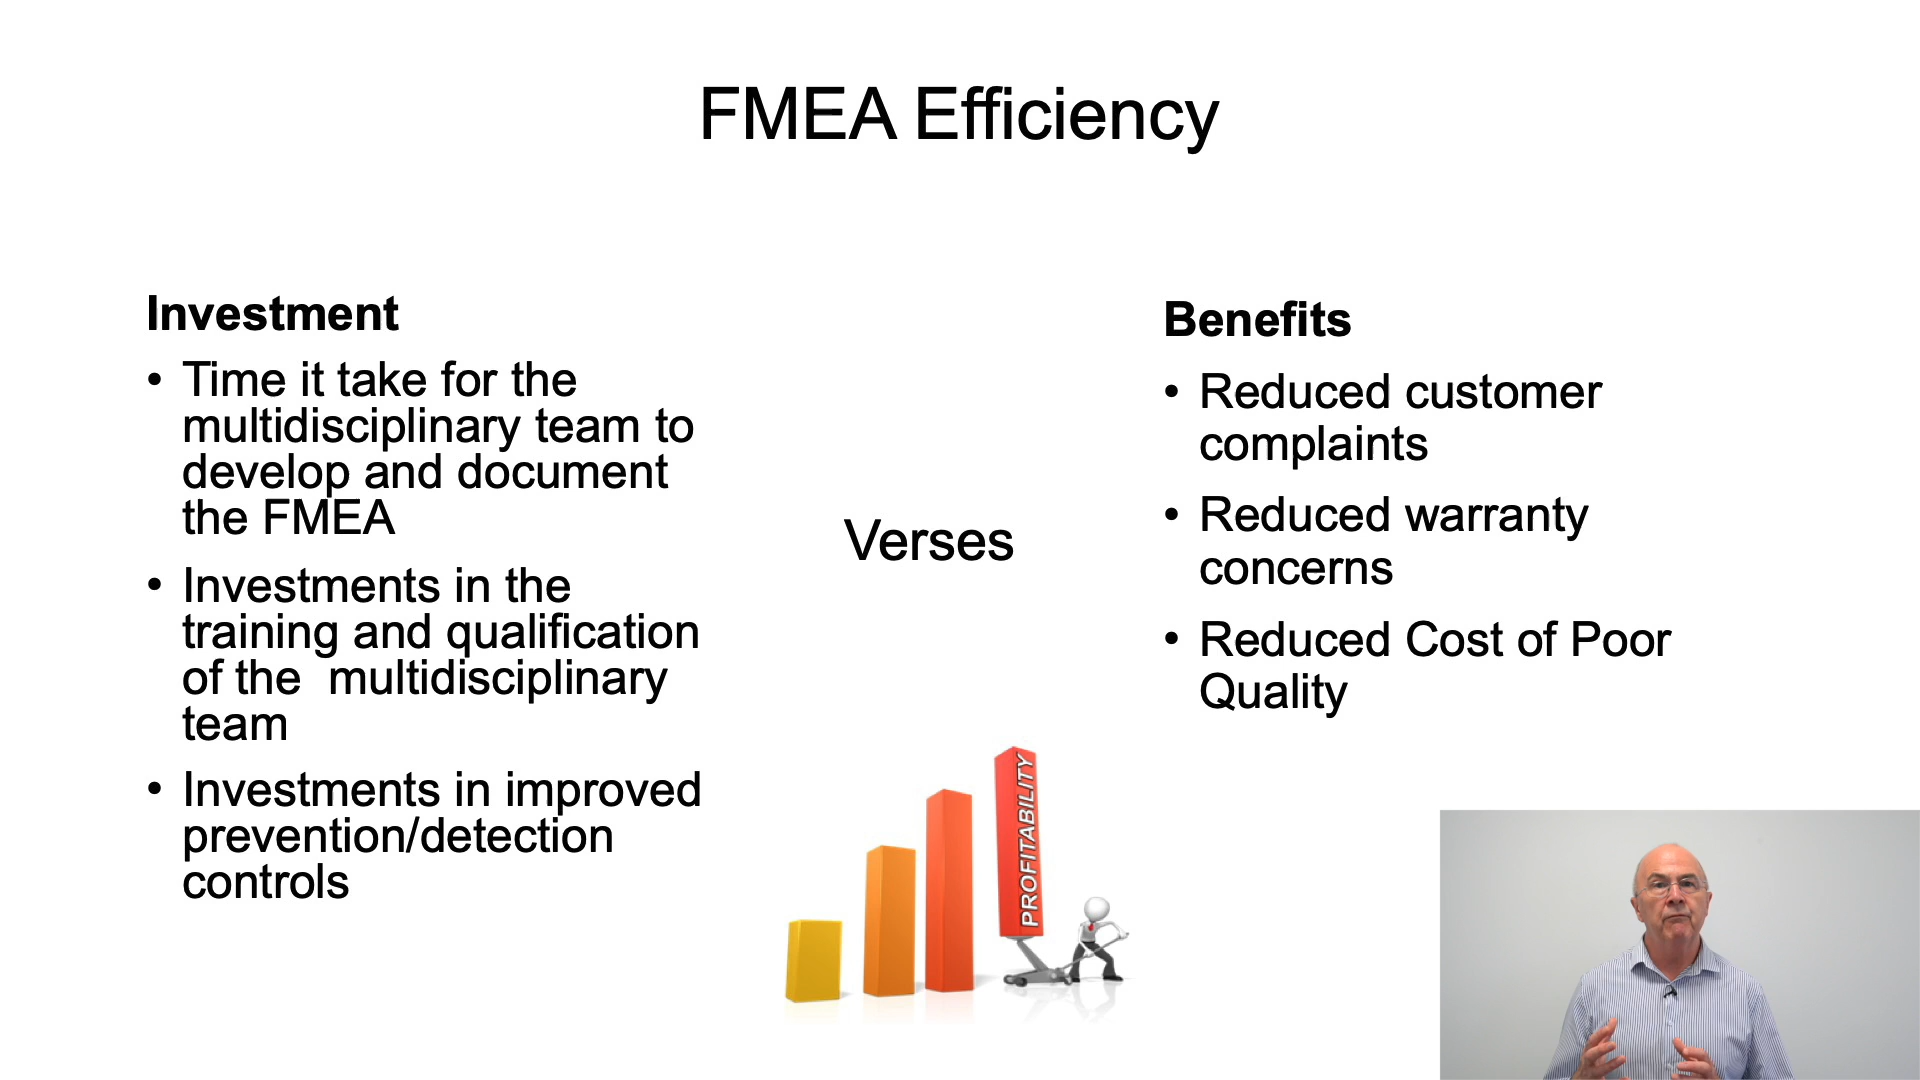 FMEA Efficiency
Investment
• Time it take for the
multidisciplinary team to
develop and document
the FMEA
• Investments in the
training and qualification
of the  multidisciplinary
team
• Investments in improved
prevention/detection
controls
Verses
PROFITABILITY
Benefits
• Reduced customer
complaints
• Reduced warranty
concerns
• Reduced Cost of Poor
Quality